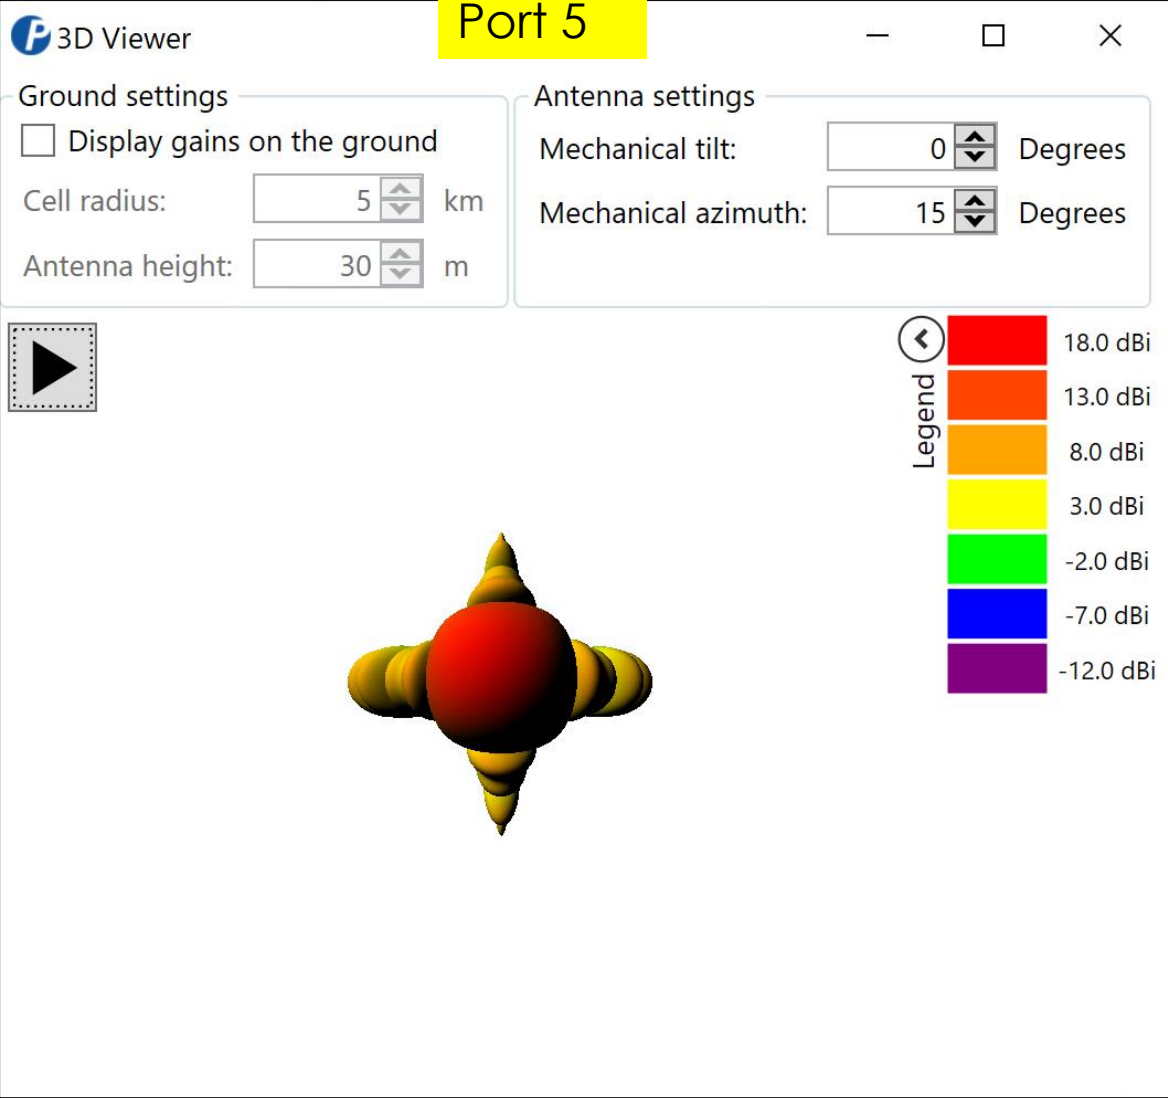 Port 5
3D Viewer
Ground settings
Display gains on the ground
Cell radius: 5 km
Antenna height: 30 m
Antenna settings
Mechanical tilt: 0 Degrees
Mechanical azimuth: 15 Degrees
Legend
18.0 dBi
13.0 dBi
8.0 dBi
3.0 dBi
-2.0 dBi
-7.0 dBi
-12.0 dBi